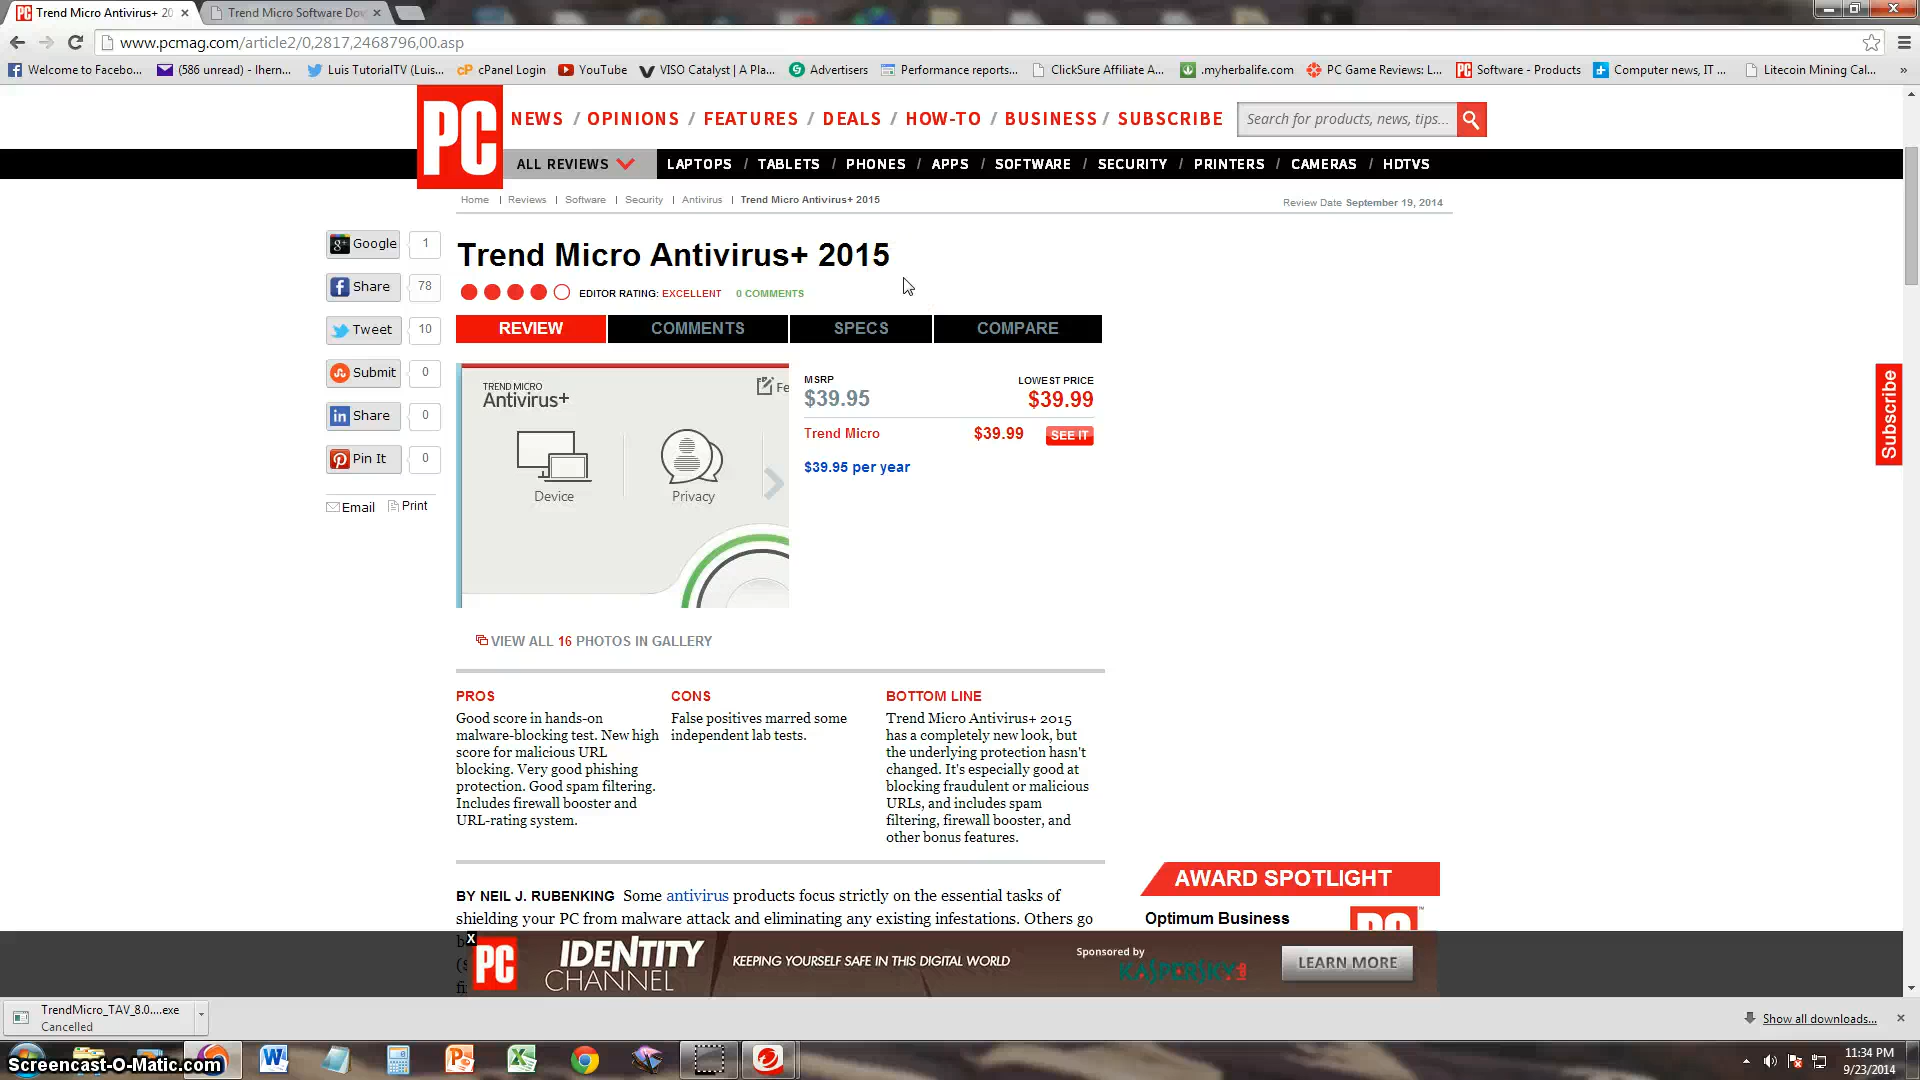 Trend Micro Antivirus+ 20
Trend Micro Software Dov
www.pcmag.com/article2/0,2817,2468796,00.asp
Welcome to Facebo...
(586 unread) - lhern...
Luis TutorialTV (Luis...
cPanel Login
YouTube
VISO Catalyst | A Pla...
Advertisers
Performance reports...
ClickSure Affiliate A...
.myherbalife.com
PC Game Reviews: L...
Software - Products
Computer news, IT ...
Litecoin Mining Cal...
»
PC
NEWS / OPINIONS / FEATURES / DEALS / HOW-TO / BUSINESS / SUBSCRIBE
Search for products, news, tips...
ALL REVIEWS
LAPTOPS / TABLETS / PHONES / APPS / SOFTWARE / SECURITY / PRINTERS / CAMERAS / HDTVS
Home | Reviews | Software | Security | Antivirus | Trend Micro Antivirus+ 2015
Review Date September 19, 2014
Google 1
Share 78
Tweet 10
Submit 0
Share 0
Pin It 0
Email
Print
Trend Micro Antivirus+ 2015
EDITOR RATING: EXCELLENT
0 COMMENTS
REVIEW
COMMENTS
SPECS
COMPARE
TREND MICRO
Antivirus+
Fe
Device
Privacy
MSRP
$39.95
LOWEST PRICE
$39.99
Trend Micro
$39.99
SEE IT
$39.95 per year
Subscribe
VIEW ALL 16 PHOTOS IN GALLERY
PROS
Good score in hands-on
malware-blocking test. New high
score for malicious URL
blocking. Very good phishing
protection. Good spam filtering.
Includes firewall booster and
URL-rating system.
CONS
False positives marred some
independent lab tests.
BOTTOM LINE
Trend Micro Antivirus+ 2015
has a completely new look, but
the underlying protection hasn't
changed. It's especially good at
blocking fraudulent or malicious
URLs, and includes spam
filtering, firewall booster, and
other bonus features.
BY NEIL J. RUBENKING Some antivirus products focus strictly on the essential tasks of
shielding your PC from malware attack and eliminating any existing infestations. Others go
AWARD SPOTLIGHT
Optimum Business
PC
X
PC
IDENTITY
CHANNEL
KEEPING YOURSELF SAFE IN THIS DIGITAL WORLD
Sponsored by
KASPERSKY lab
LEARN MORE
TrendMicro_TAV_8.0....exe
Cancelled
Show all downloads...
Screencast-O-Matic.com
11:34 PM
9/23/2014